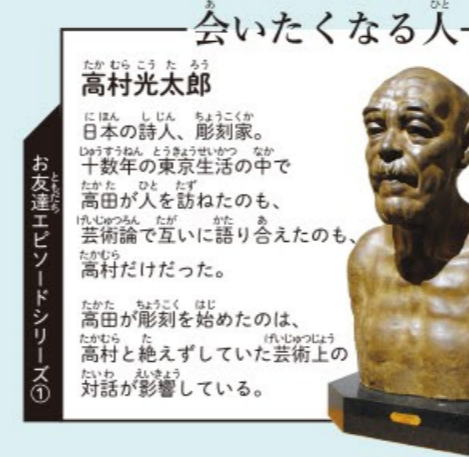 会いたくなる人
お友達エピソードシリーズ①
高村光太郎
日本の詩人、彫刻家。
十数年の東京生活の中で
高田が人を訪ねたのも、
芸術論で互いに語り合えたのも、
高村だけだった。
高田が彫刻を始めたのは、
高村と絶えずしていた芸術上の
対話が影響している。